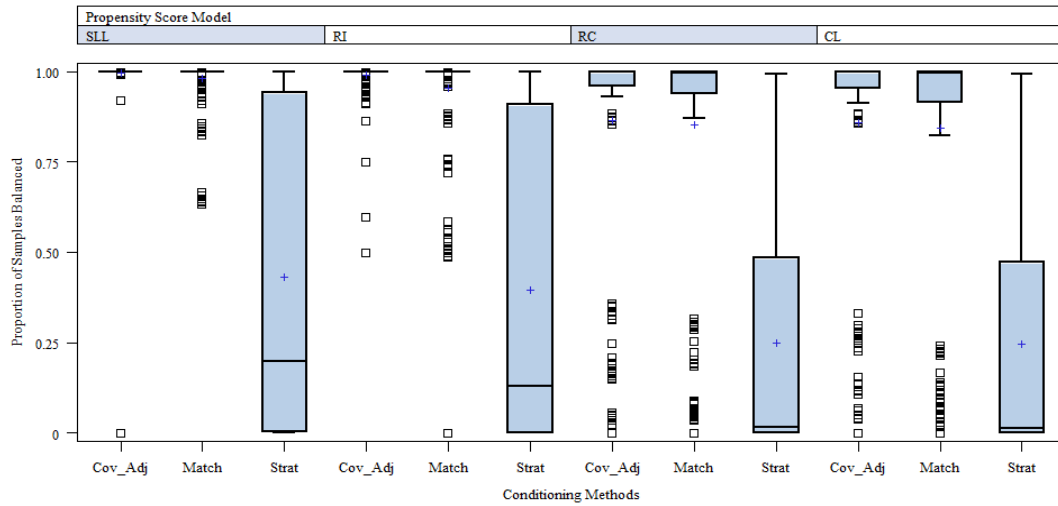 Propensity Score Model
SLL RI RC CL
Proportion of Samples Balanced
1.00
0.75
0.50
0.25
0
Cov_Adj Match Strat Cov_Adj Match Strat Cov_Adj Match Strat Cov_Adj Match Strat
Conditioning Methods